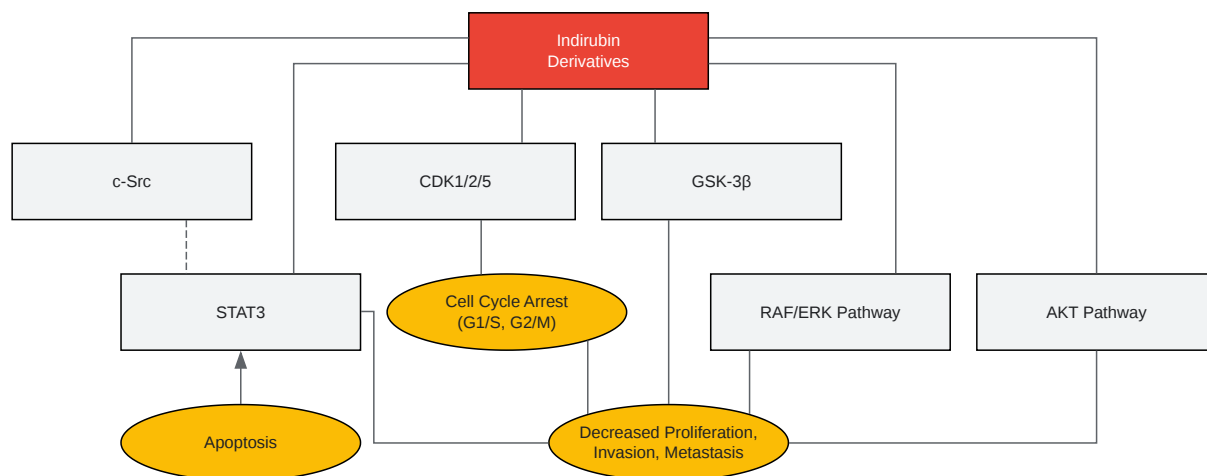 Indirubin
Derivatives
c-Src
CDK1/2/5
GSK-3β
STAT3
Cell Cycle Arrest
(G1/S, G2/M)
RAF/ERK Pathway
AKT Pathway
Apoptosis
Decreased Proliferation,
Invasion, Metastasis